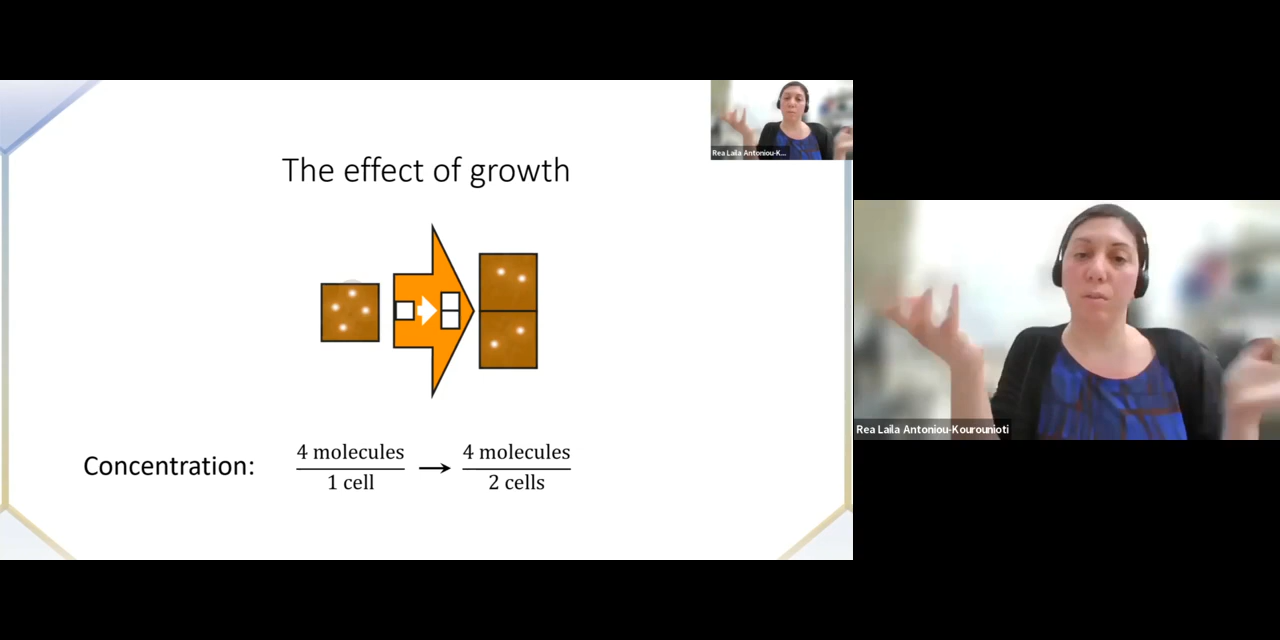 Rea Laila Antoniou-K...
The effect of growth
Concentration:
4 molecules
1 cell
→
4 molecules
2 cells
Rea Laila Antoniou-Kourounioti